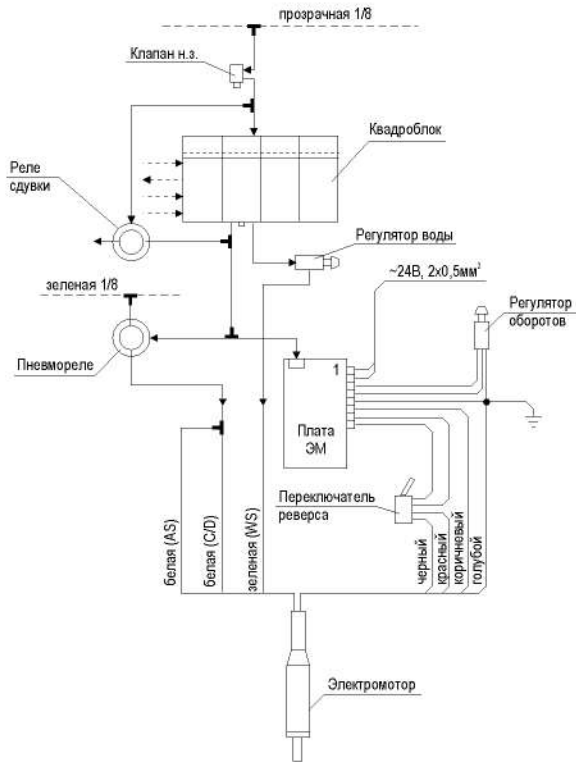 прозрачная 1/8
Клапан н.з.
Квадроблок
Реле
сдувки
Регулятор воды
~24В, 2х0,5мм²
зеленая 1/8
Регулятор
оборотов
Пневмореле
1
Плата
ЭМ
Переключатель
реверса
белая (AS)
белая (C/D)
зеленая (WS)
черный
красный
коричневый
голубой
Электромотор